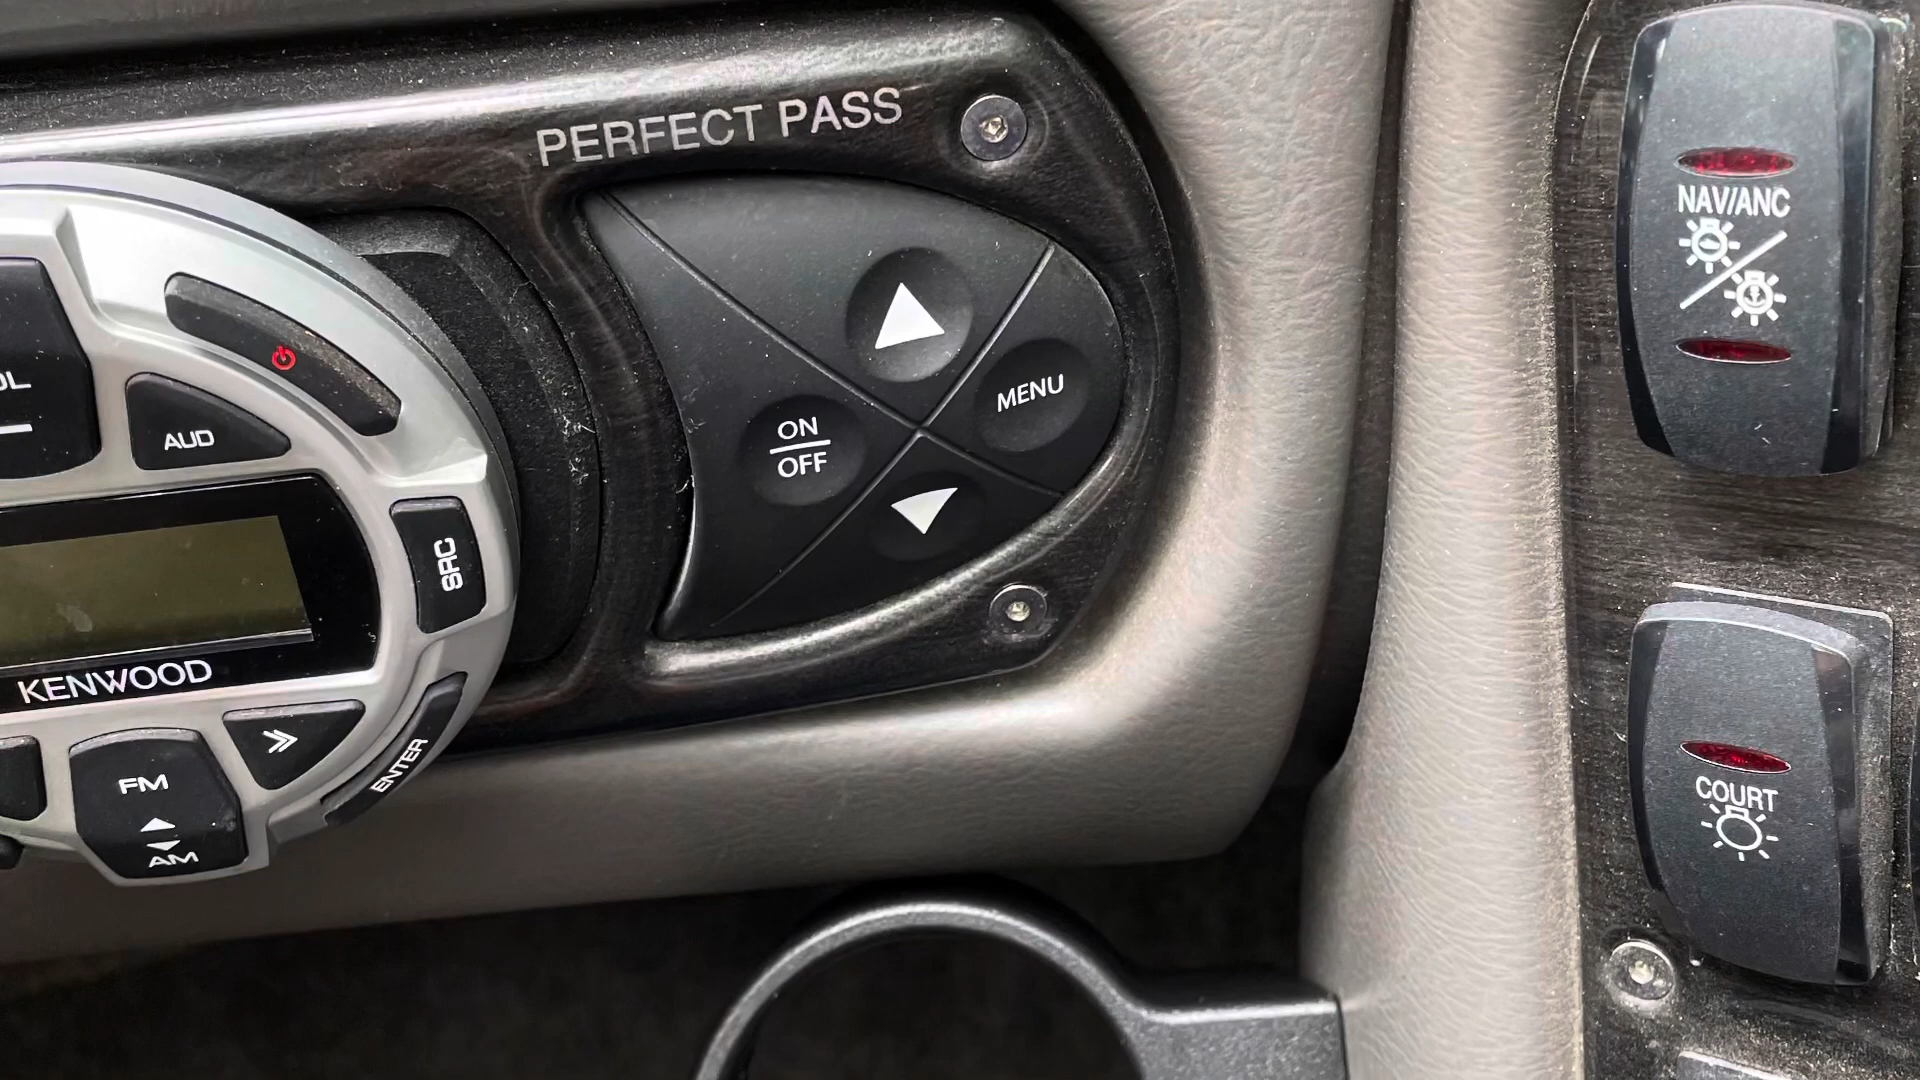 PERFECT PASS
ON
OFF
MENU
AUD
SRC
KENWOOD
ENTER
FM
AM
NAV/ANC
COURT